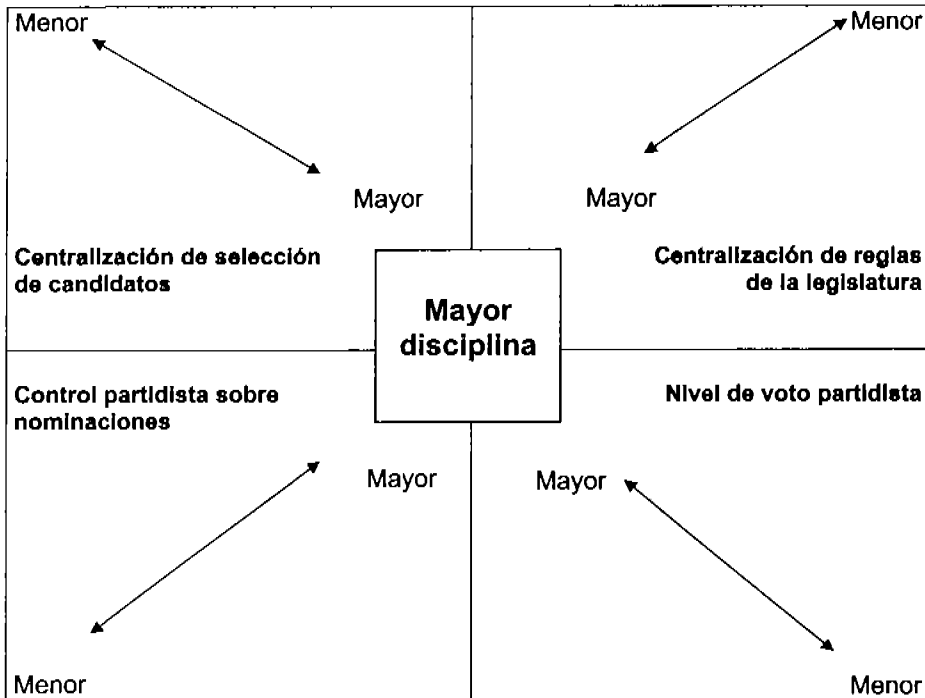 Menor
Menor
Mayor
Mayor
Centralización de selección
de candidatos
Centralización de reglas
de la legislatura
Mayor
disciplina
Control partidista sobre
nominaciones
Nivel de voto partidista
Mayor
Mayor
Menor
Menor